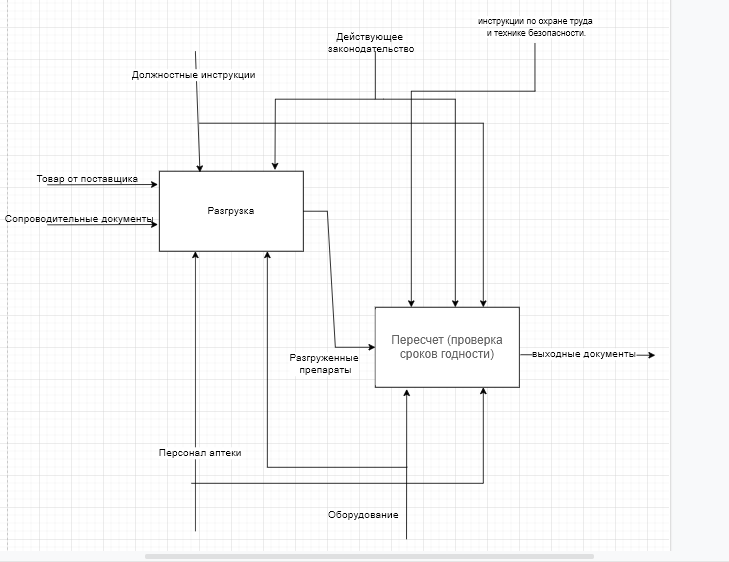 инструкции по охране труда
и технике безопасности.
Действующее
законодательство
Должностные инструкции
Товар от поставщика
Сопроводительные документы
Разгрузка
Пересчет (проверка
сроков годности)
выходные документы
Разгруженные
препараты
Персонал аптеки
Оборудование